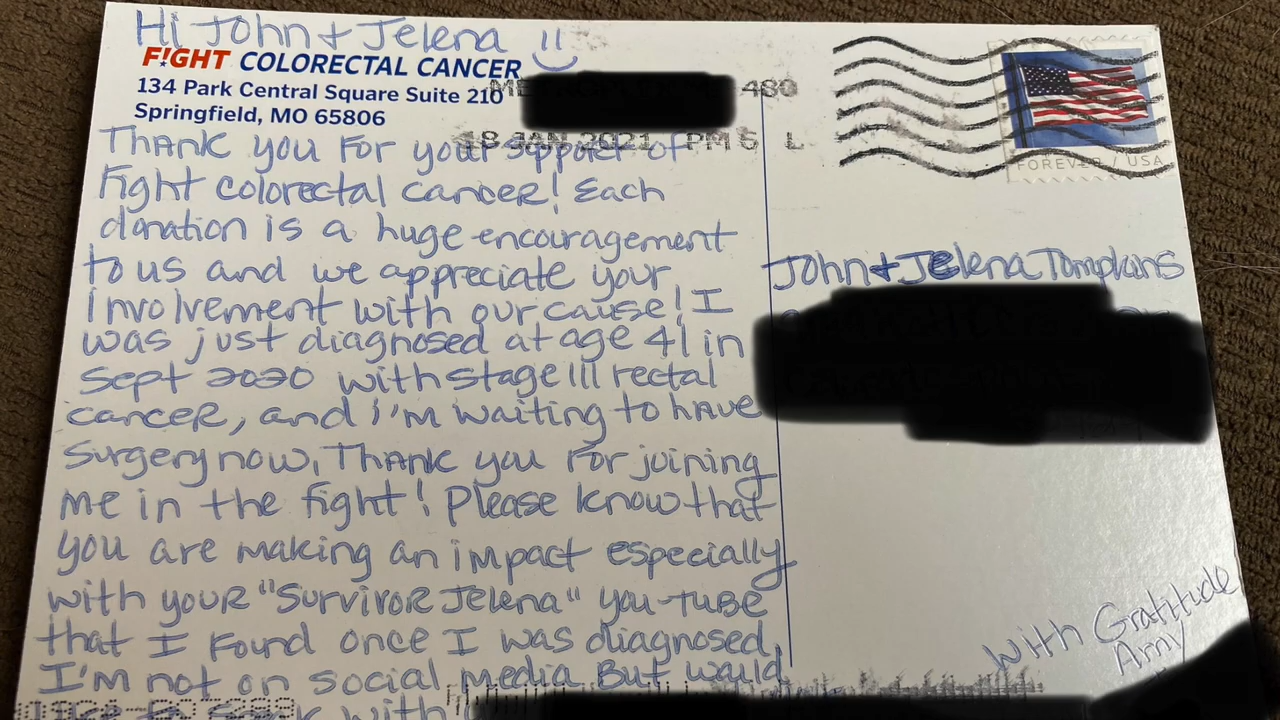 Hi John + Jelena
F!GHT COLORECTAL CANCER
134 Park Central Square Suite 210
Springfield, MO 65806
480
18 JAN 2021 PM 6 L
FOREVER / USA
Thank you for your support of
Fight colorectal cancer! Each
donation is a huge encouragement
to us and we appreciate your
involvement with our cause! I
was just diagnosed at age 41 in
Sept 2020 with stage III rectal
cancer, and i'm waiting to have
surgery now. Thank you for joining
me in the fight! Please know that
you are making an impact especially
with your "Survivor Jelena" you-tube
that I found once I was diagnosed.
I'm not on social media But would
with
John + Jelena Tompkins
with Gratitude
Amy